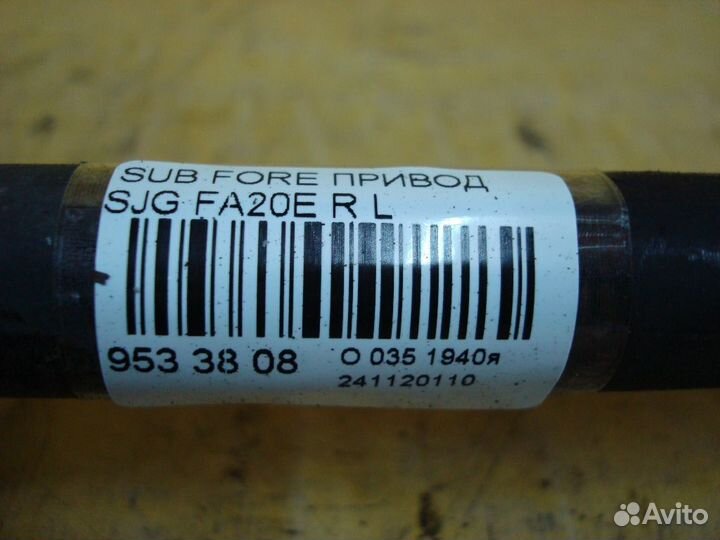 SUB FORE ПРИВОД
SJG FA20E R L
953 38 08 О 035 1940я
241120110
Avito